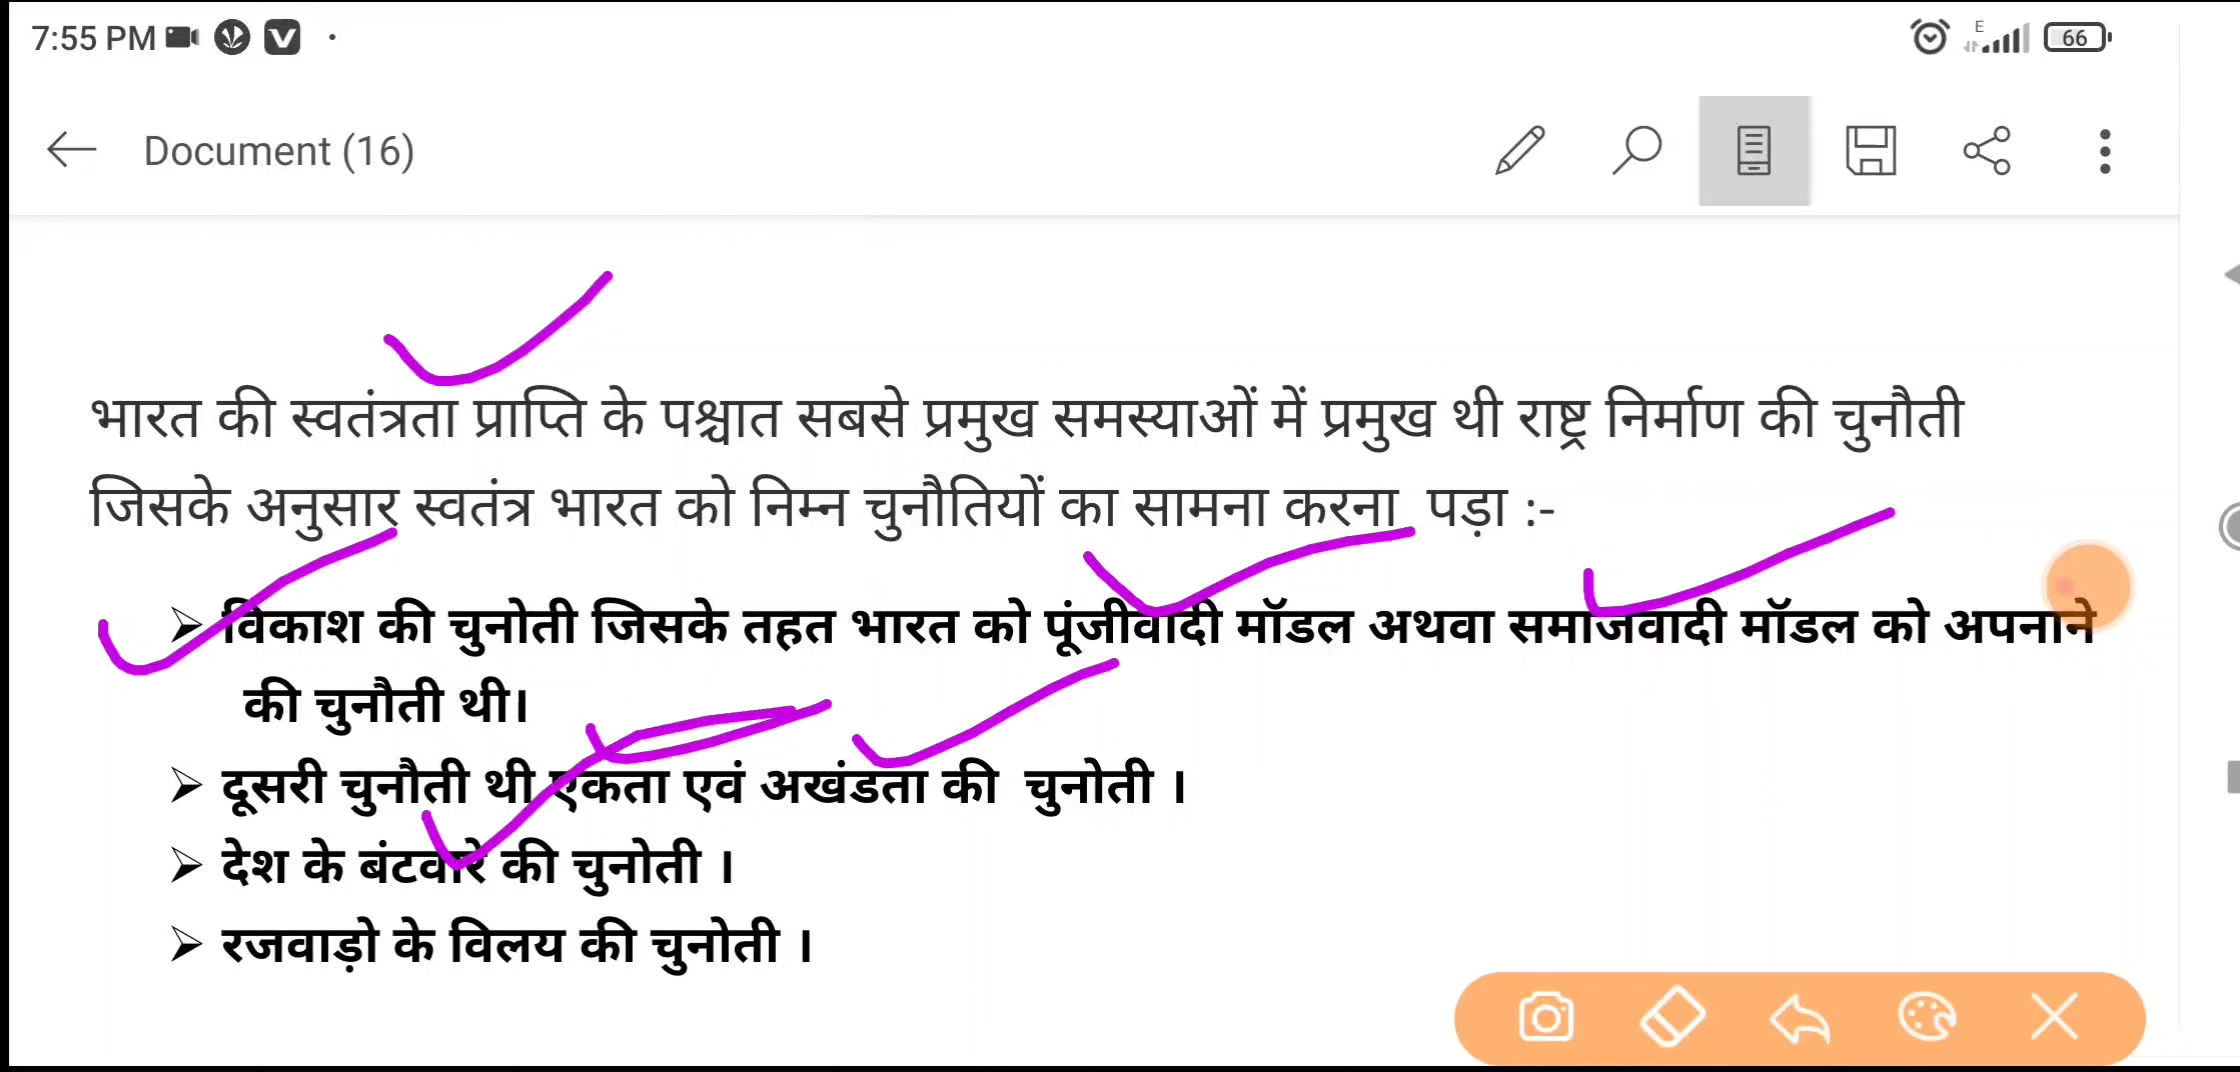 7:55 PM
E
66
Document (16)
भारत की स्वतंत्रता प्राप्ति के पश्चात सबसे प्रमुख समस्याओं में प्रमुख थी राष्ट्र निर्माण की चुनौती
जिसके अनुसार स्वतंत्र भारत को निम्न चुनौतियों का सामना करना पड़ा :-
➢ विकाश की चुनोती जिसके तहत भारत को पूंजीवादी मॉडल अथवा समाजवादी मॉडल को अपनाने
की चुनौती थी।
➢ दूसरी चुनौती थी एकता एवं अखंडता की चुनोती ।
➢ देश के बंटवारे की चुनोती ।
➢ रजवाड़ो के विलय की चुनोती ।